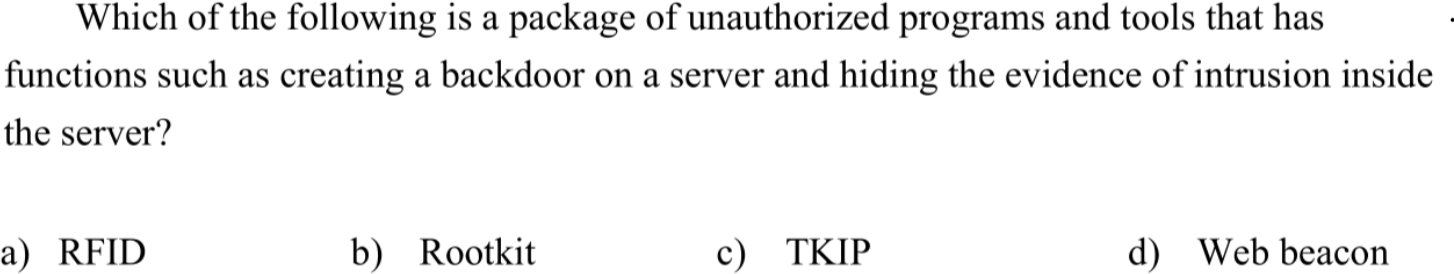 Which of the following is a package of unauthorized programs and tools that has
functions such as creating a backdoor on a server and hiding the evidence of intrusion inside
the server?
a) RFID b) Rootkit c) TKIP d) Web beacon